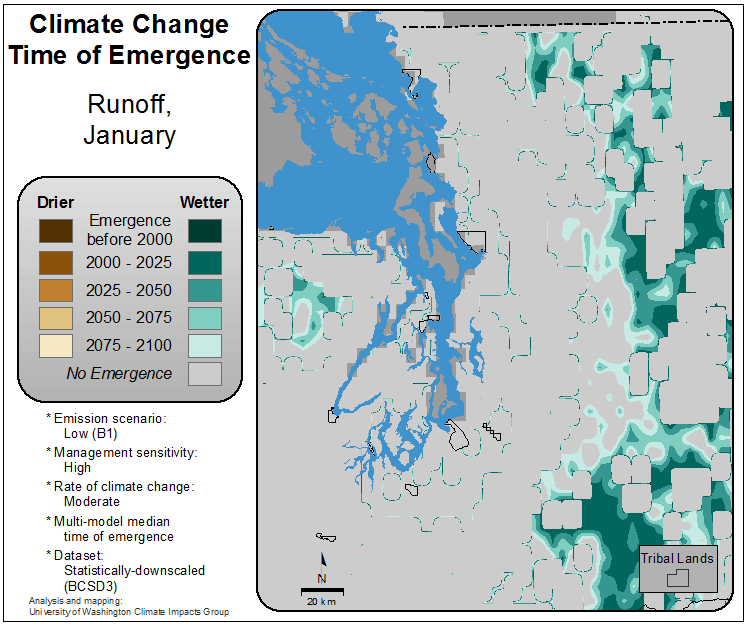 Climate Change
Time of Emergence
Runoff,
January
Drier Wetter
Emergence
before 2000
2000 - 2025
2025 - 2050
2050 - 2075
2075 - 2100
No Emergence
* Emission scenario:
Low (B1)
* Management sensitivity:
High
* Rate of climate change:
Moderate
* Multi-model median
time of emergence
* Dataset:
Statistically-downscaled
(BCSD3)
Analysis and mapping:
University of Washington Climate Impacts Group
N
20 km
Tribal Lands